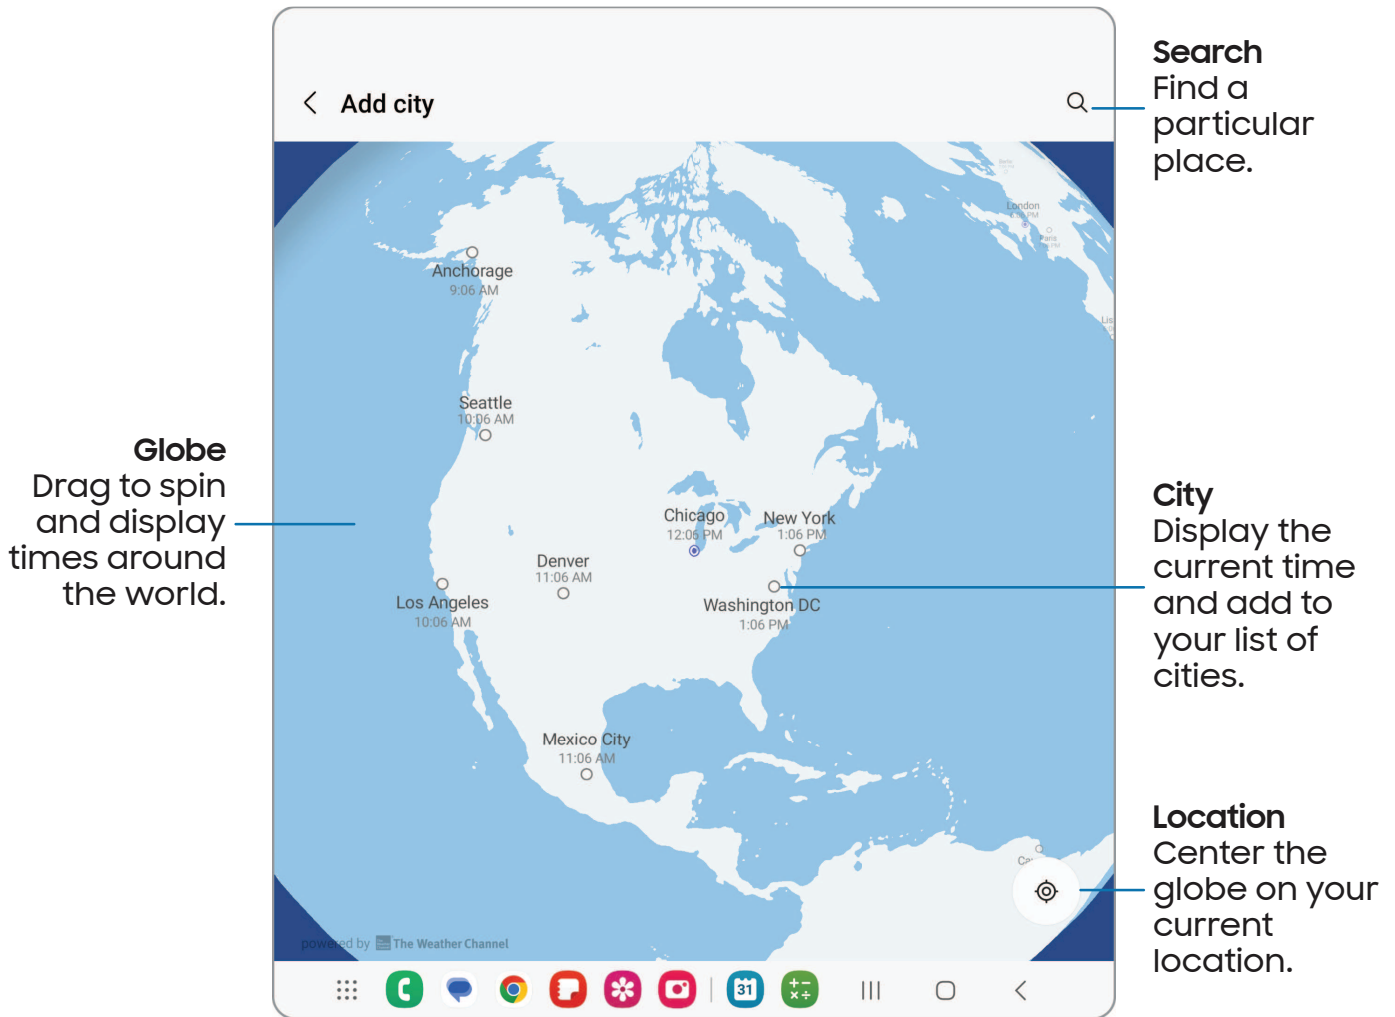 Add city
Search
Find a
particular
place.
London
Paris
Anchorage
9:06 AM
Seattle
10:06 AM
Globe
Drag to spin
and display
times around
the world.
Chicago
12:06 PM
New York
1:06 PM
Denver
11:06 AM
Los Angeles
10:06 AM
Washington DC
1:06 PM
City
Display the
current time
and add to
your list of
cities.
Mexico City
11:06 AM
Location
Center the
globe on your
current
location.
powered by The Weather Channel
31